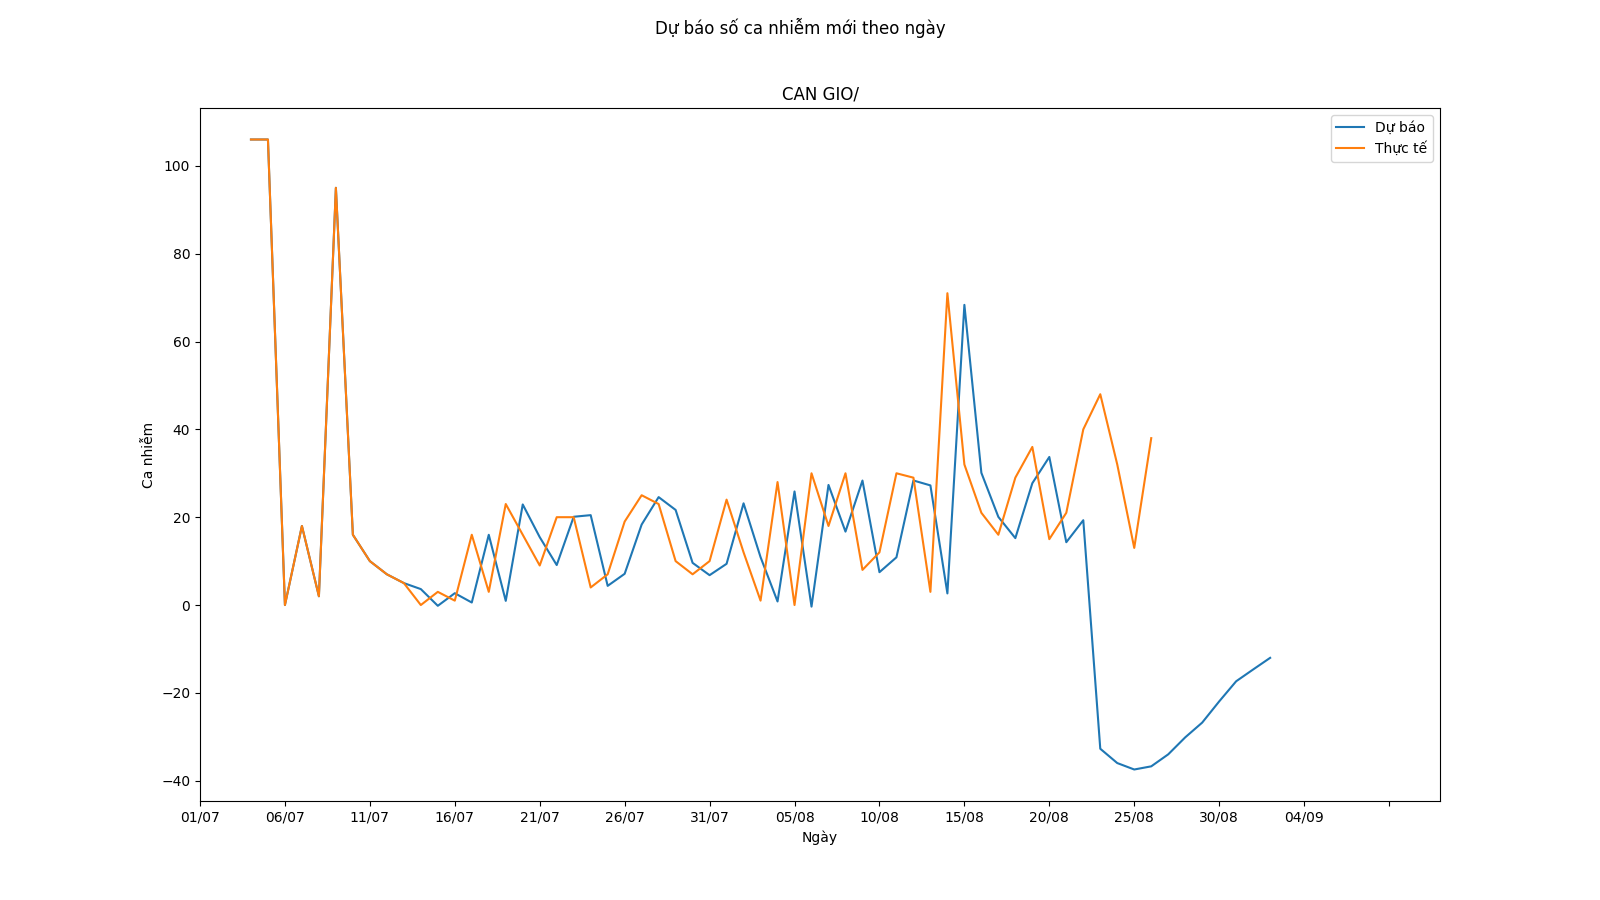 Dự báo số ca nhiễm mới theo ngày
CAN GIO/
Dự báo
Thực tế
100
80
60
40
20
0
−20
−40
Ca nhiễm
01/07 06/07 11/07 16/07 21/07 26/07 31/07 05/08 10/08 15/08 20/08 25/08 30/08 04/09
Ngày